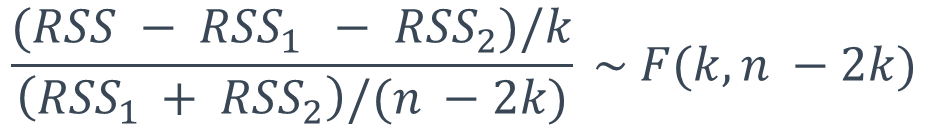 (RSS − RSS₁ − RSS₂)/k
(RSS₁ + RSS₂)/(n − 2k) ~ F(k, n − 2k)